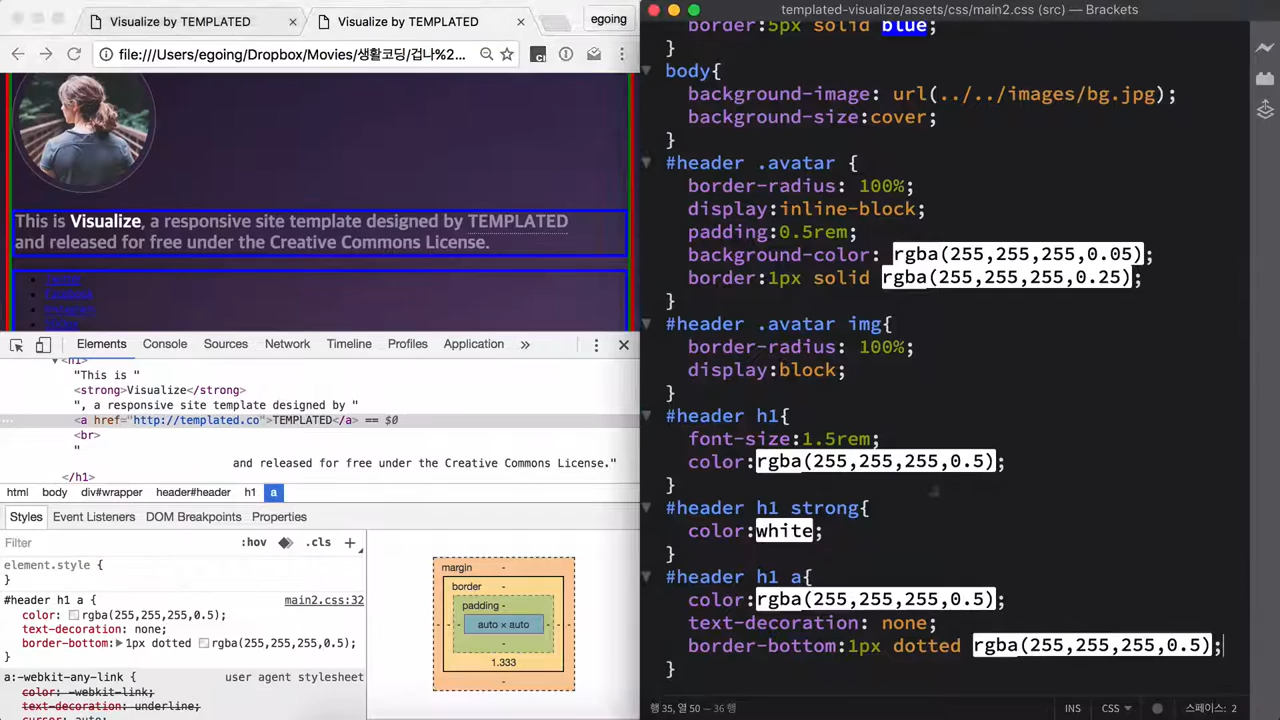 Visualize by TEMPLATED
Visualize by TEMPLATED
egoing
file:///Users/egoing/Dropbox/Movies/생활코딩/겁나%2...
This is Visualize, a responsive site template designed by TEMPLATED
and released for free under the Creative Commons License.
Elements Console Sources Network Timeline Profiles Application »
<h1>
"This is "
<strong>Visualize</strong>
", a responsive site template designed by "
<a href="http://templated.co">TEMPLATED</a> == $0
<br>
"
and released for free under the Creative Commons License."
</h1>
html body div#wrapper header#header h1 a
Styles Event Listeners DOM Breakpoints Properties
Filter :hov .cls +
element.style {
}
#header h1 a { main2.css:32
color: rgba(255,255,255,0.5);
text-decoration: none;
border-bottom: 1px dotted rgba(255,255,255,0.5);
}
a:-webkit-any-link { user agent stylesheet
color: -webkit-link;
text-decoration: underline;
cursor: auto;
margin -
border -
padding -
- - - auto × auto - - -
-
1.333
-
templated-visualize/assets/css/main2.css (src) — Brackets
border:5px solid blue;
}
body{
background-image: url(../../images/bg.jpg);
background-size:cover;
}
#header .avatar {
border-radius: 100%;
display:inline-block;
padding:0.5rem;
background-color: rgba(255,255,255,0.05);
border:1px solid rgba(255,255,255,0.25);
}
#header .avatar img{
border-radius: 100%;
display:block;
}
#header h1{
font-size:1.5rem;
color:rgba(255,255,255,0.5);
}
#header h1 strong{
color:white;
}
#header h1 a{
color:rgba(255,255,255,0.5);
text-decoration: none;
border-bottom:1px dotted rgba(255,255,255,0.5);
}
행 35, 열 50 — 36 행 INS CSS 스페이스: 2